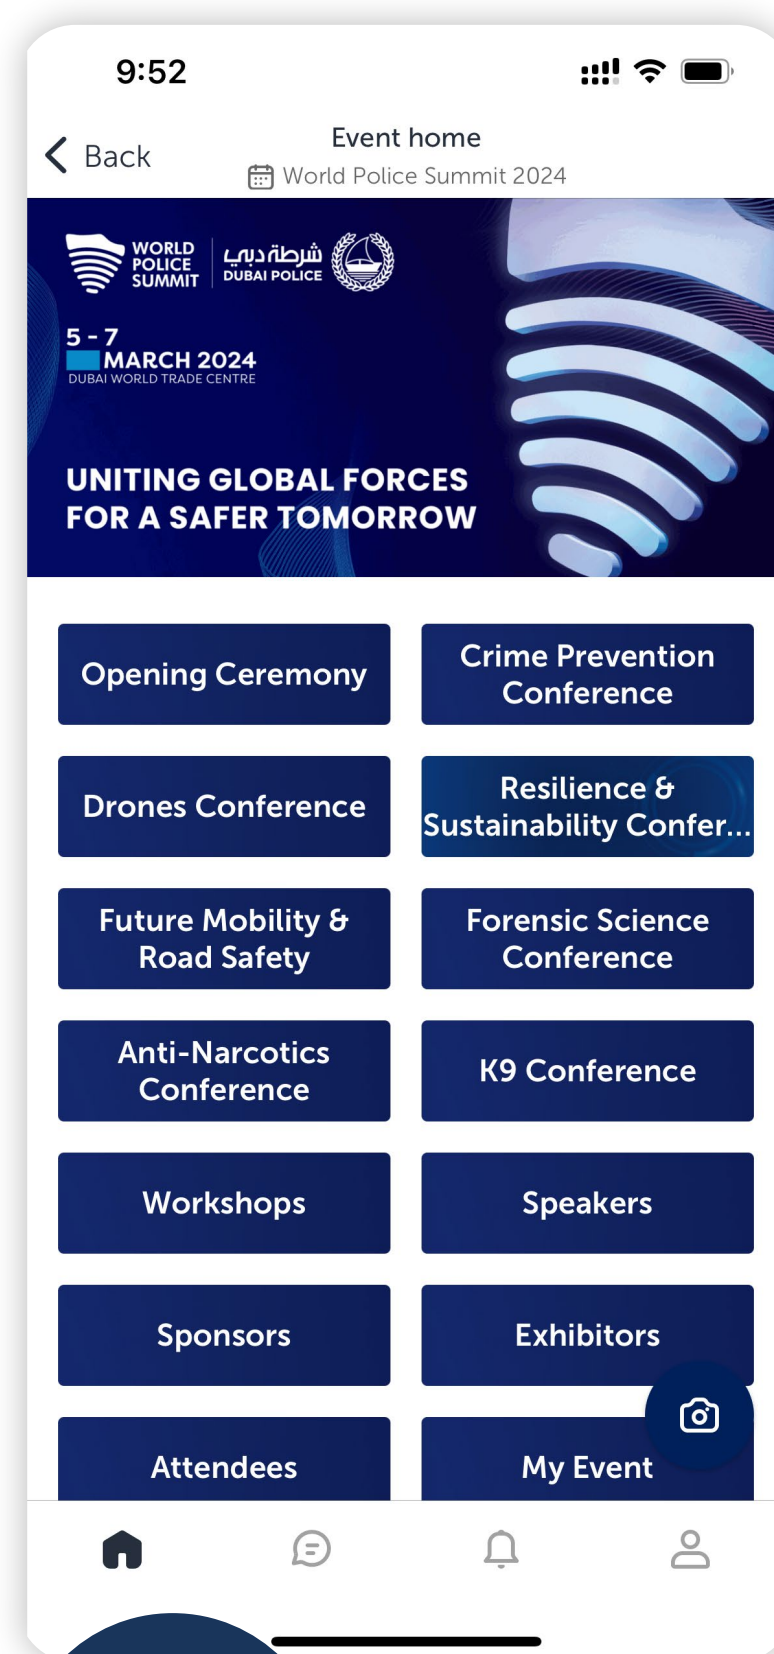 9:52
Back
Event home
World Police Summit 2024
WORLD
POLICE
SUMMIT
شرطة دبي
DUBAI POLICE
5 - 7
MARCH 2024
DUBAI WORLD TRADE CENTRE
UNITING GLOBAL FORCES
FOR A SAFER TOMORROW
Opening Ceremony
Crime Prevention
Conference
Drones Conference
Resilience &
Sustainability Confer...
Future Mobility &
Road Safety
Forensic Science
Conference
Anti-Narcotics
Conference
K9 Conference
Workshops
Speakers
Sponsors
Exhibitors
Attendees
My Event